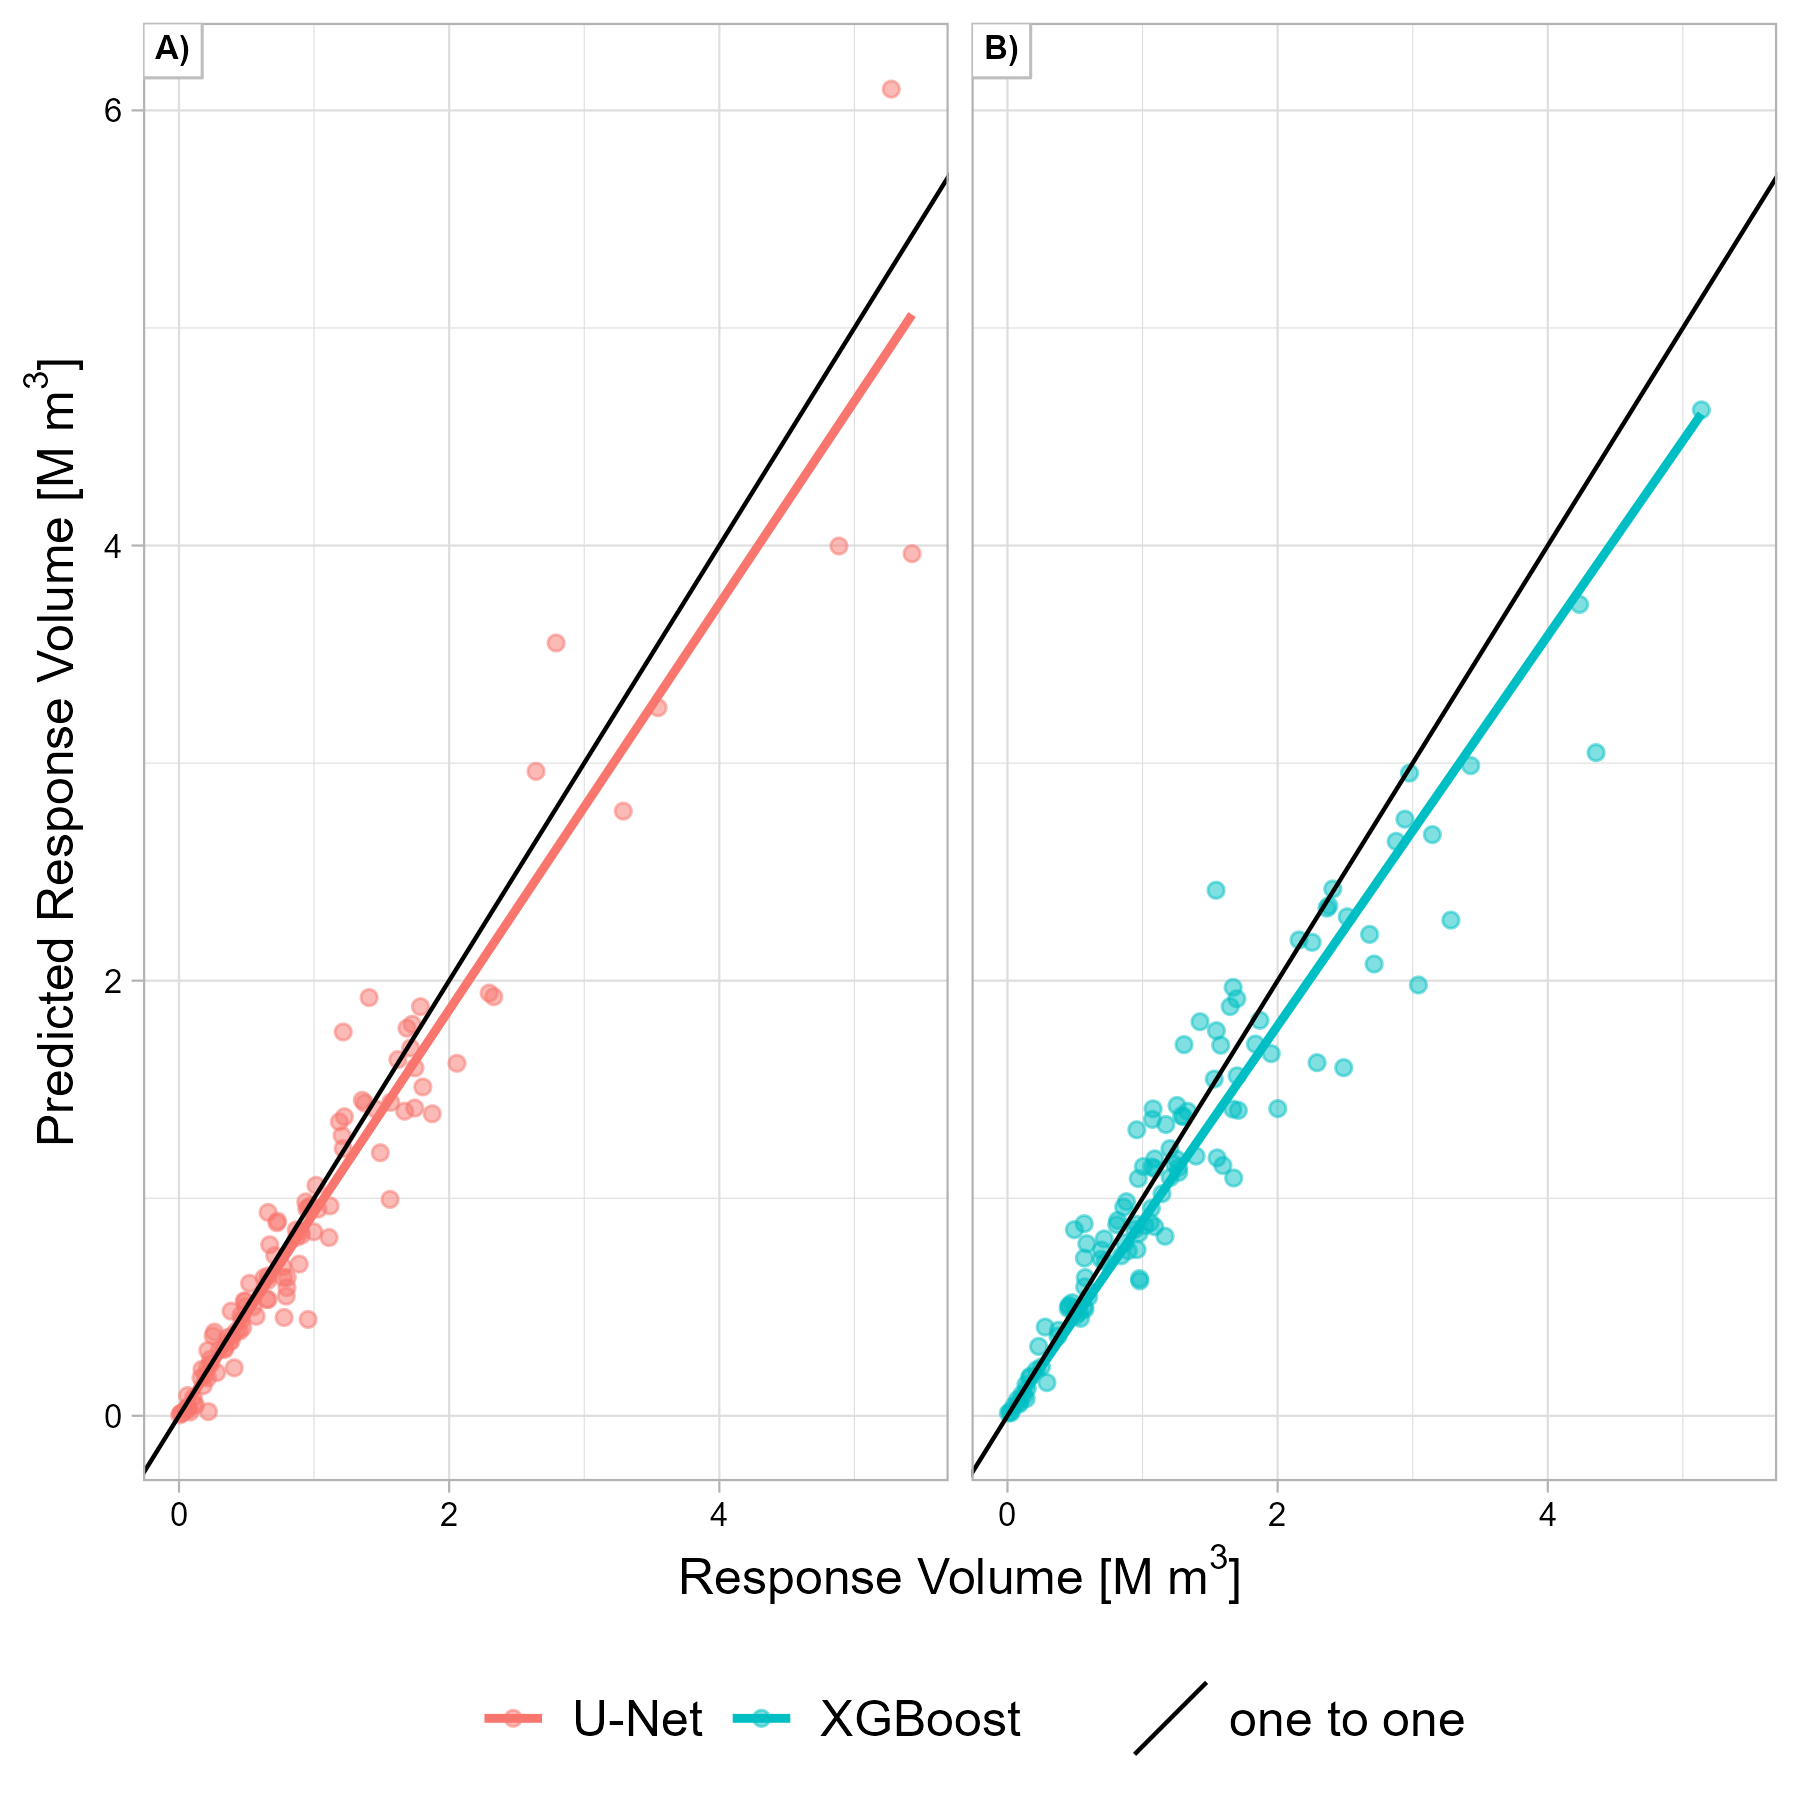 A)
B)
6
4
2
0
Predicted Response Volume [M m³]
0 2 4
0 2 4
Response Volume [M m³]
U-Net XGBoost one to one